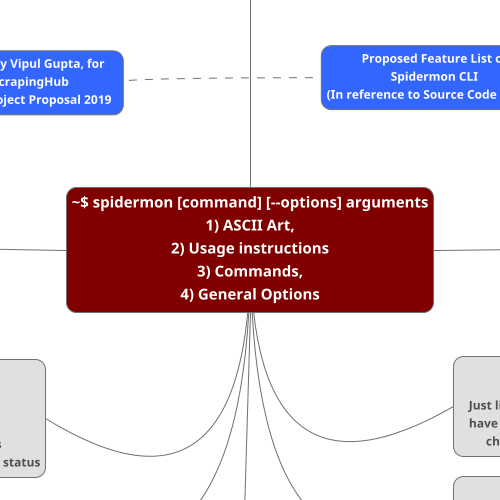 y Vipul Gupta, for
crapingHub
oject Proposal 2019
Proposed Feature List o
Spidermon CLI
(In reference to Source Code
~$ spidermon [command] [--options] arguments
1) ASCII Art,
2) Usage instructions
3) Commands,
4) General Options
s
status
Just li
have
ch